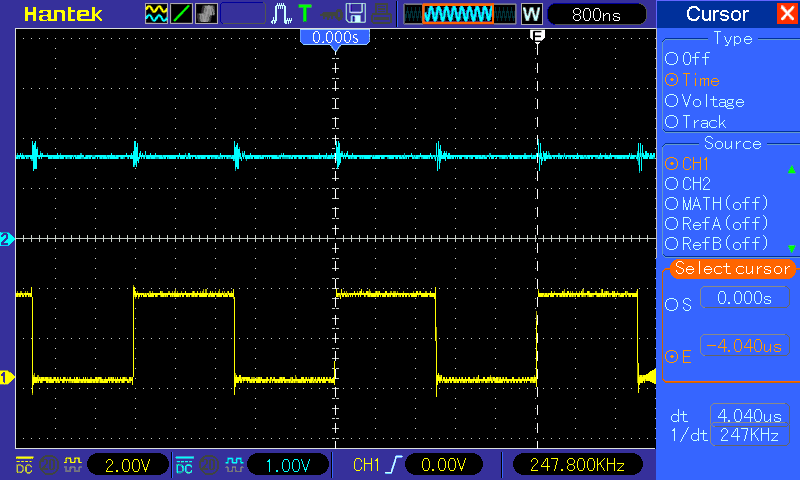 Hantek T W 800ns
0.000s E
Cursor X
Type
Off
Time
Voltage
Track
Source
CH1
CH2
MATH(off)
RefA(off)
RefB(off)
Select cursor
S 0.000s
E -4.040us
dt 4.040us
1/dt 247KHz
2
1
DC 20 2.00V DC 20 1.00V CH1 0.00V 247.800KHz